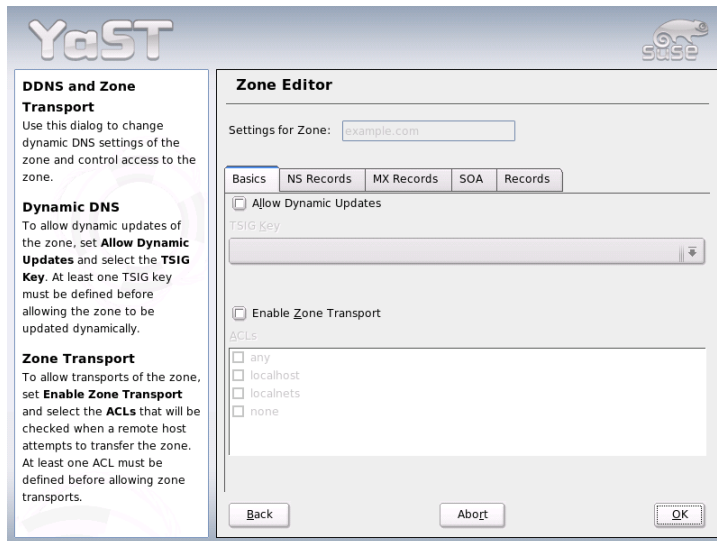 YaST
SUSE
DDNS and Zone
Transport
Use this dialog to change
dynamic DNS settings of the
zone and control access to the
zone.
Dynamic DNS
To allow dynamic updates of
the zone, set Allow Dynamic
Updates and select the TSIG
Key. At least one TSIG key
must be defined before
allowing the zone to be
updated dynamically.
Zone Transport
To allow transports of the zone,
set Enable Zone Transport
and select the ACLs that will be
checked when a remote host
attempts to transfer the zone.
At least one ACL must be
defined before allowing zone
transports.
Zone Editor
Settings for Zone: example.com
Basics NS Records MX Records SOA Records
Allow Dynamic Updates
TSIG Key
Enable Zone Transport
ACLs
any
localhost
localnets
none
Back Abort OK